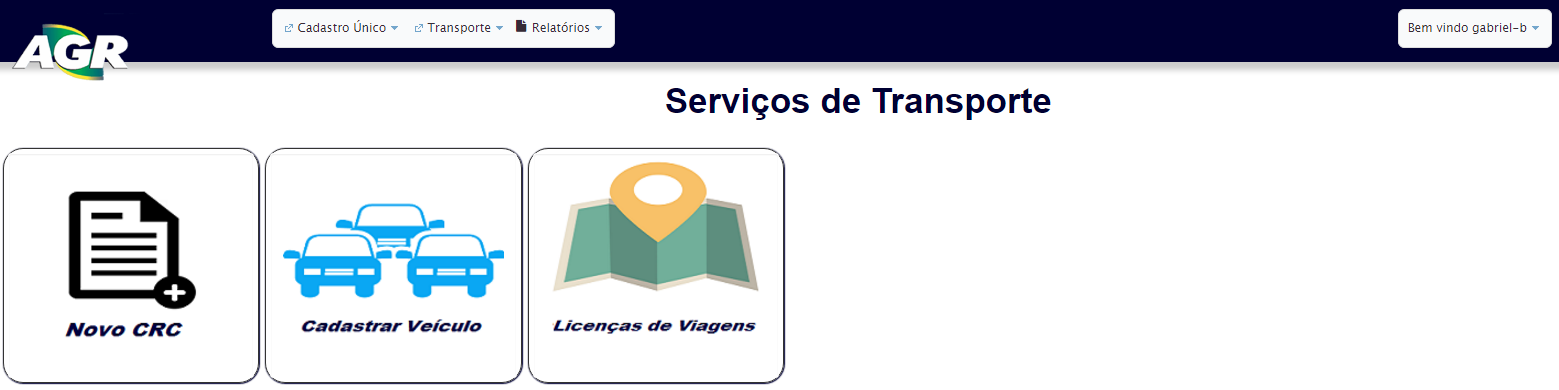 AGR
Cadastro Único Transporte Relatórios
Bem vindo gabriel-b
Serviços de Transporte
Novo CRC
Cadastrar Veículo
Licenças de Viagens